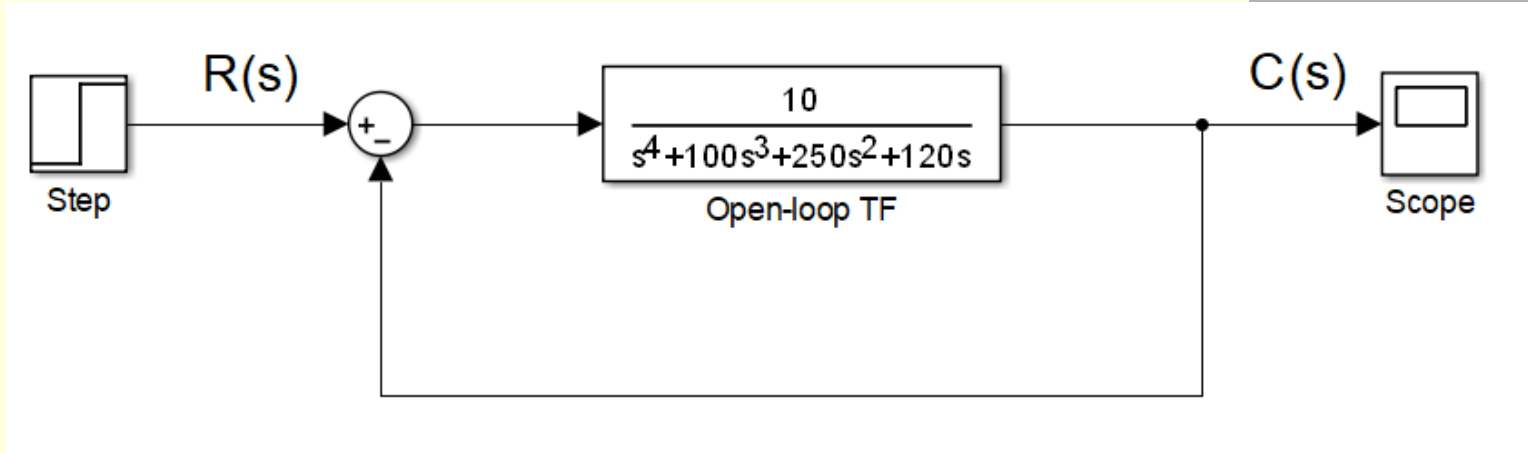 R(s)
C(s)
+
−
10
s⁴+100s³+250s²+120s
Step
Open-loop TF
Scope